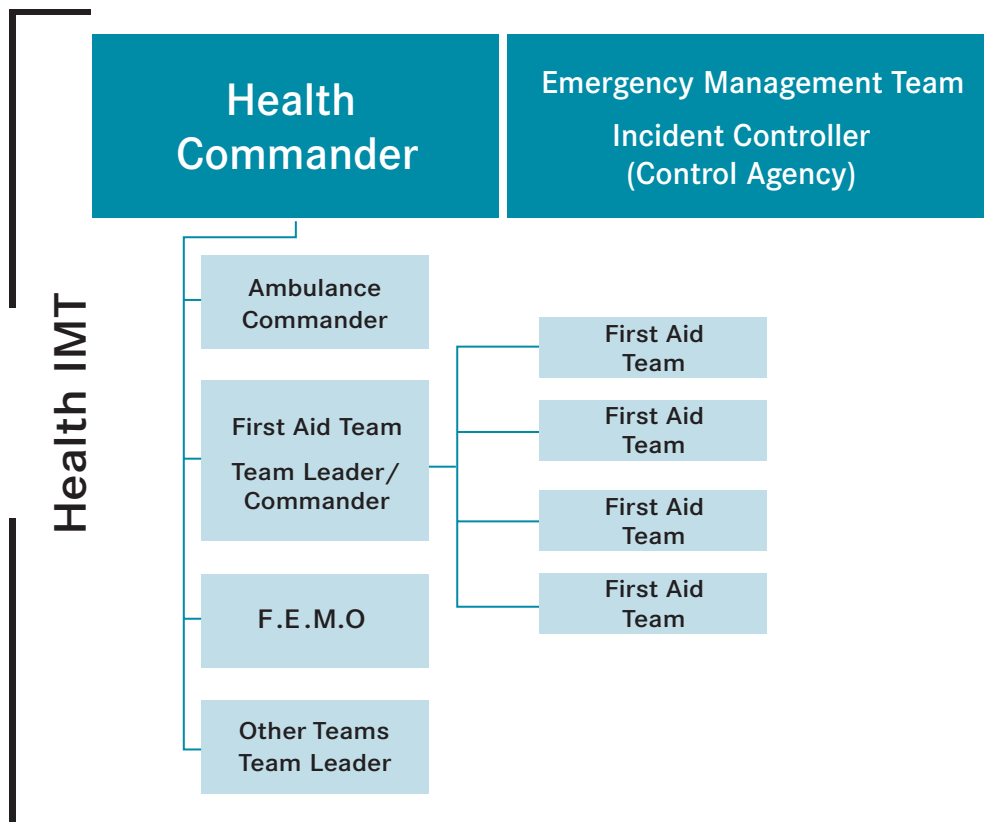 Health IMT
Health
Commander
Emergency Management Team
Incident Controller
(Control Agency)
Ambulance
Commander
First Aid Team
Team Leader/
Commander
F.E.M.O
Other Teams
Team Leader
First Aid
Team
First Aid
Team
First Aid
Team
First Aid
Team